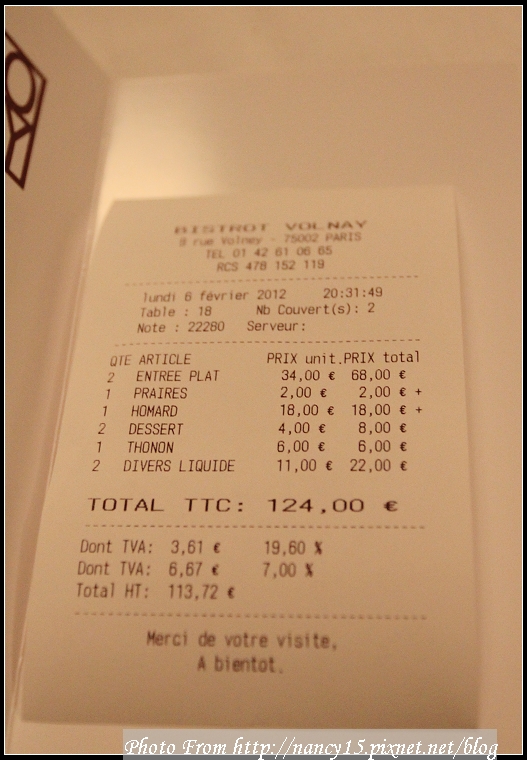 BISTROT VOLNAY
8 rue Volney - 75002 PARIS
TEL 01 42 61 06 65
RCS 478 152 119
lundi 6 février 2012 20:31:49
Table : 18 Nb Couvert(s): 2
Note : 22280 Serveur:
QTE ARTICLE PRIX unit. PRIX total
2 ENTREE PLAT 34,00 € 68,00 €
1 PRAIRES 2,00 € 2,00 € +
1 HOMARD 18,00 € 18,00 € +
2 DESSERT 4,00 € 8,00 €
1 THONON 6,00 € 6,00 €
2 DIVERS LIQUIDE 11,00 € 22,00 €
TOTAL TTC: 124,00 €
Dont TVA: 3,61 € 19,60 %
Dont TVA: 6,67 € 7,00 %
Total HT: 113,72 €
Merci de votre visite,
A bientot.
Photo From http://nancy15.pixnet.net/blog